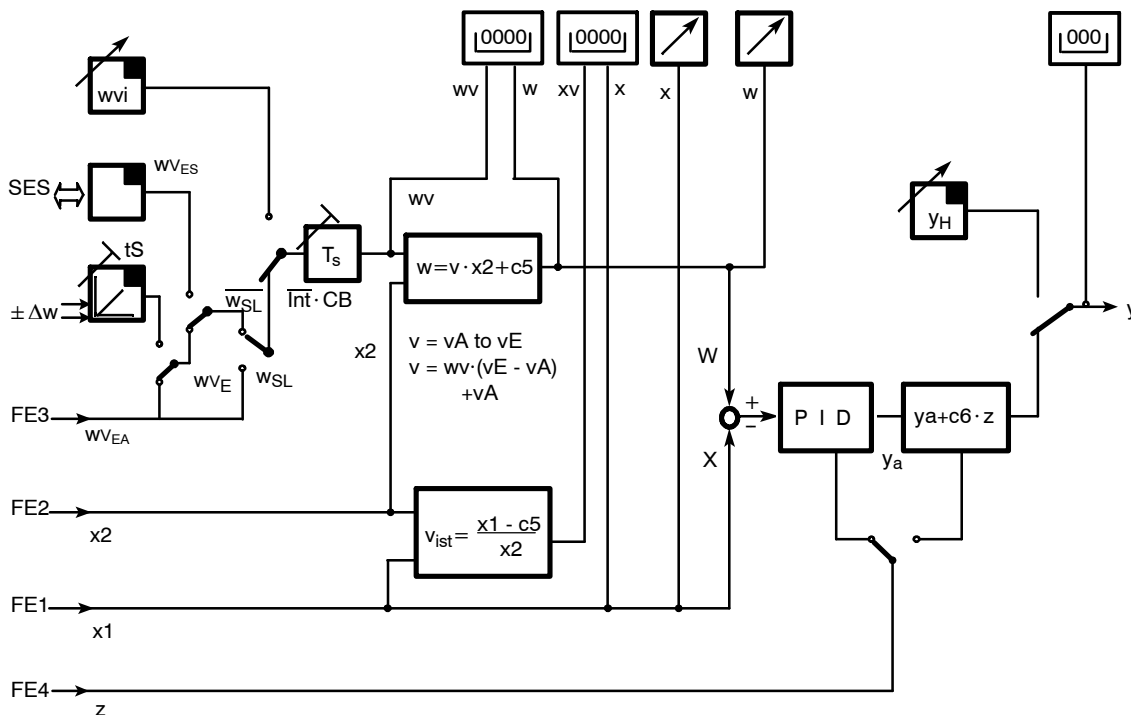 0000
0000
000
wvi
wv
w
xv
x
x
w
SES
wvES
wv
yH
tS
Ts
w=v·x2+c5
± Δw
w̅S̅L̅
I̅n̅t̅·CB
y
x2
v = vA to vE
v = wv·(vE - vA)
+vA
wvE
wSL
W
+
−
P I D
ya+c6·z
FE3
wvEA
X
ya
FE2
x2
vist= x1 - c5
x2
FE1
x1
FE4
z